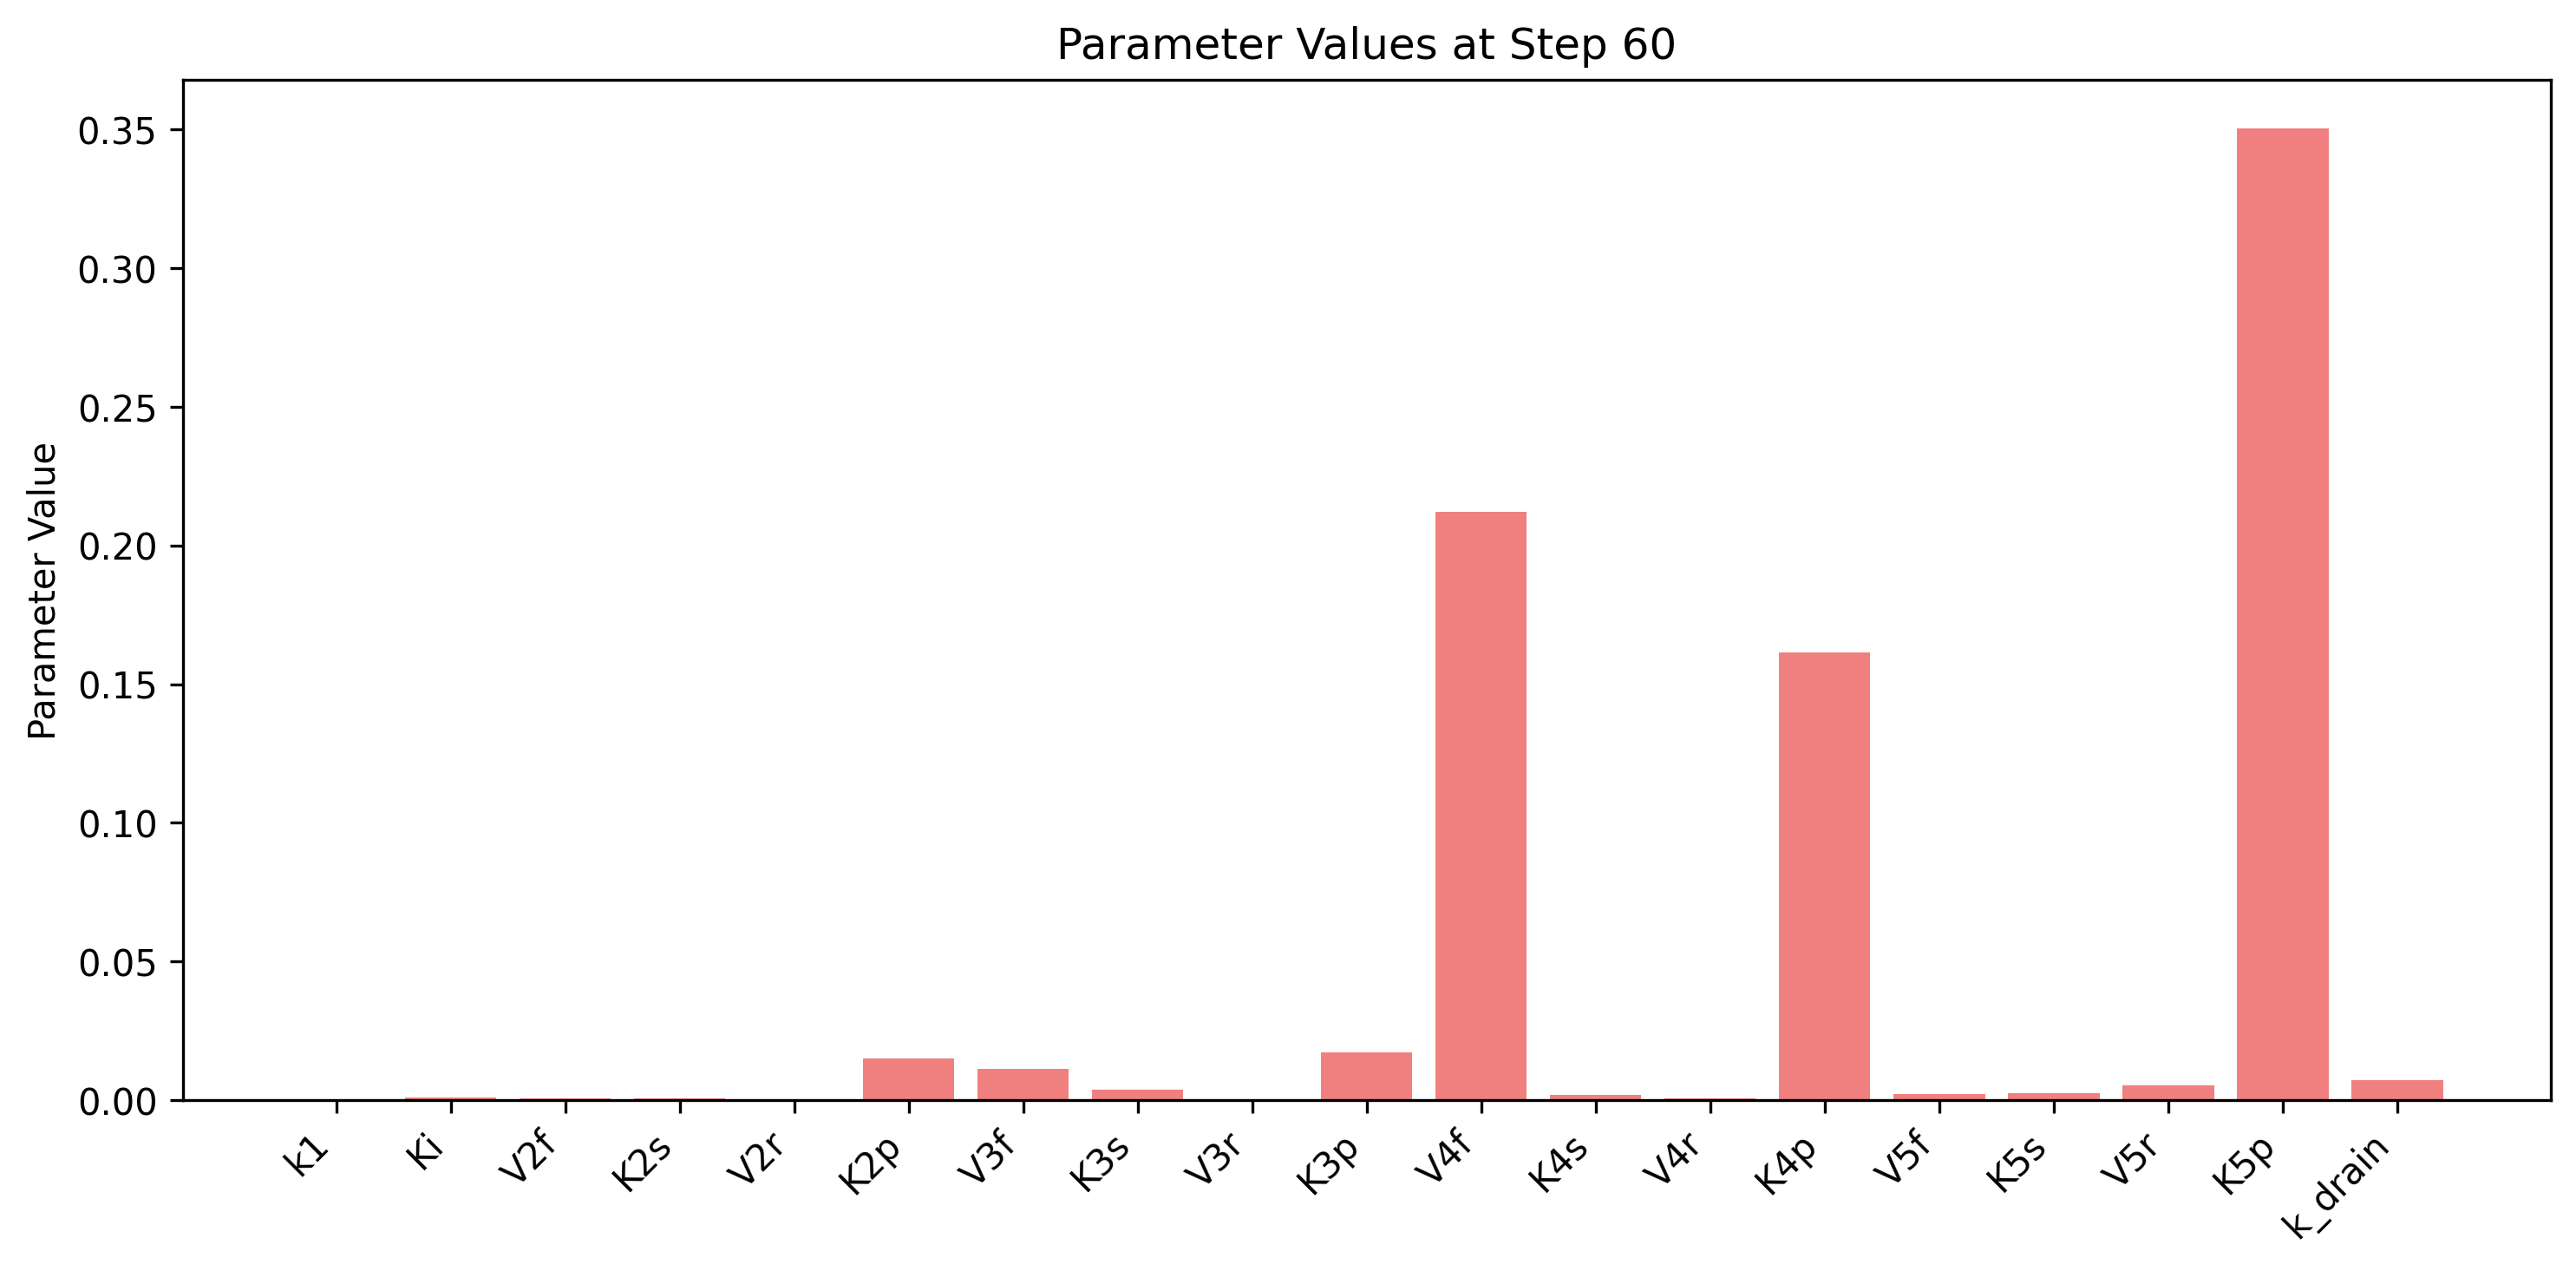 Parameter Values at Step 60
Parameter Value
0.35
0.30
0.25
0.20
0.15
0.10
0.05
0.00
k1 Ki V2f K2s V2r K2p V3f K3s V3r K3p V4f K4s V4r K4p V5f K5s V5r K5p k_drain